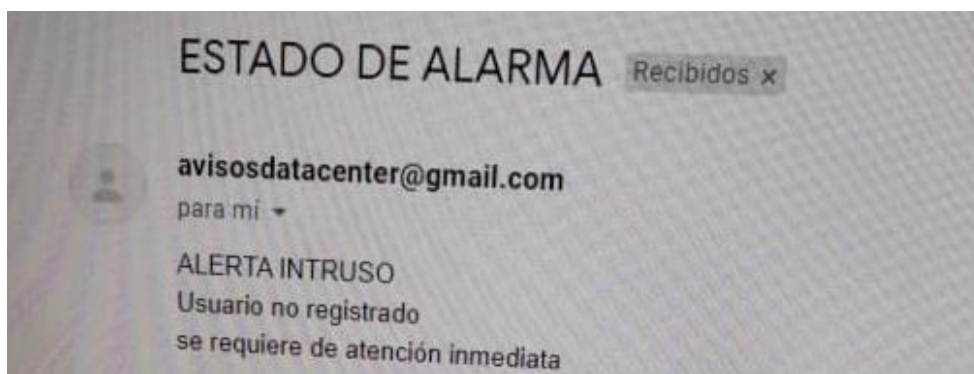 ESTADO DE ALARMA Recibidos x
avisosdatacenter@gmail.com
para mí
ALERTA INTRUSO
Usuario no registrado
se requiere de atención inmediata